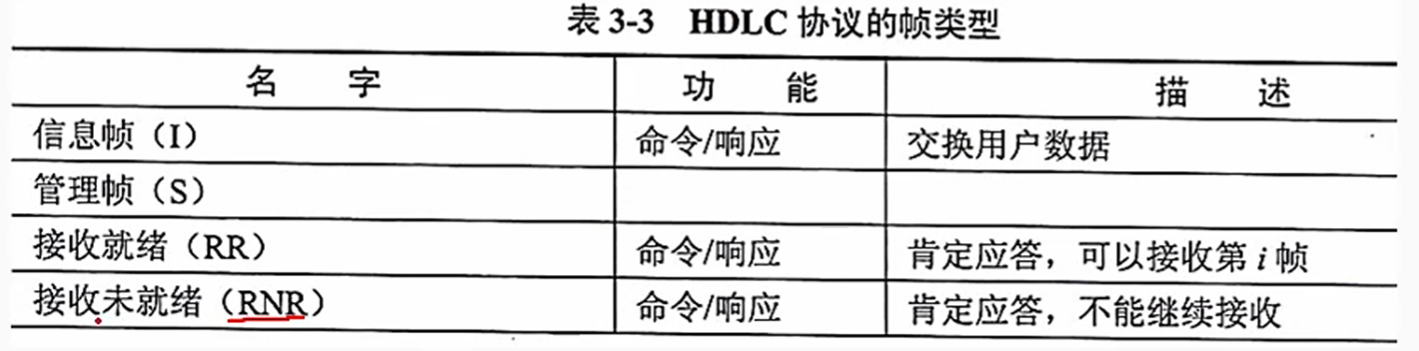 表 3-3 HDLC 协议的帧类型
名 字 功 能 描 述
信息帧（I） 命令/响应 交换用户数据
管理帧（S）
接收就绪（RR） 命令/响应 肯定应答，可以接收第 i 帧
接收未就绪（RNR） 命令/响应 肯定应答，不能继续接收